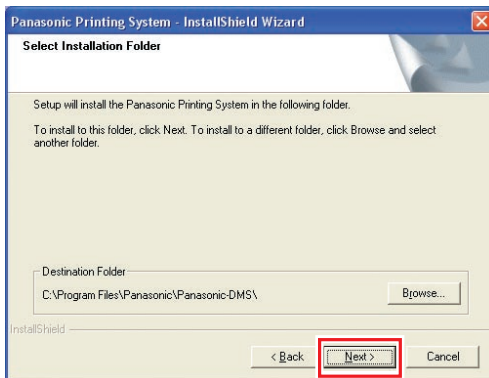 Panasonic Printing System - InstallShield Wizard
Select Installation Folder
Setup will install the Panasonic Printing System in the following folder.
To install to this folder, click Next. To install to a different folder, click Browse and select
another folder.
Destination Folder
C:\Program Files\Panasonic\Panasonic-DMS\
Browse...
InstallShield
< Back
Next >
Cancel